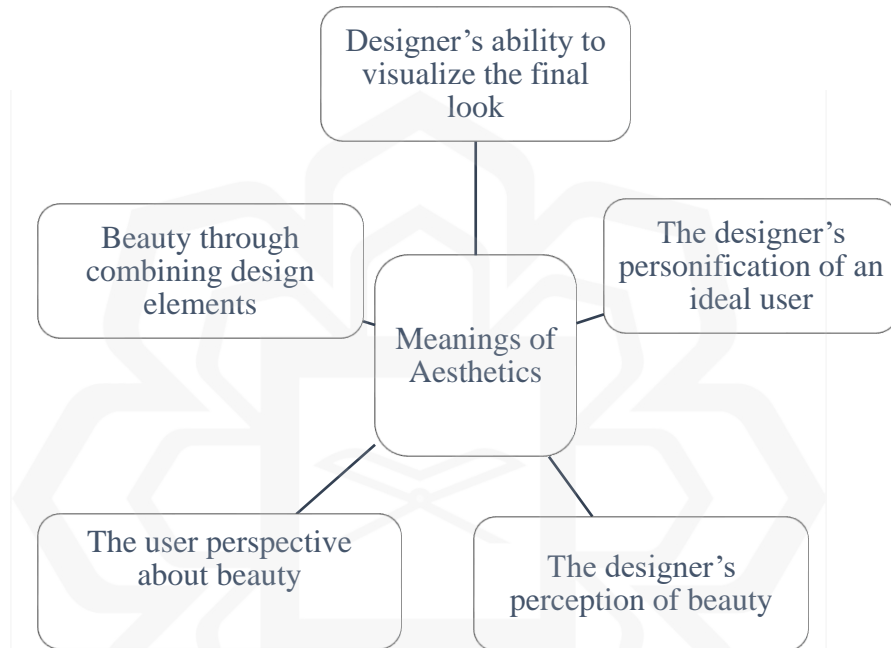 Designer’s ability to
visualize the final
look
Beauty through
combining design
elements
The designer’s
personification of an
ideal user
Meanings of
Aesthetics
The user perspective
about beauty
The designer’s
perception of beauty